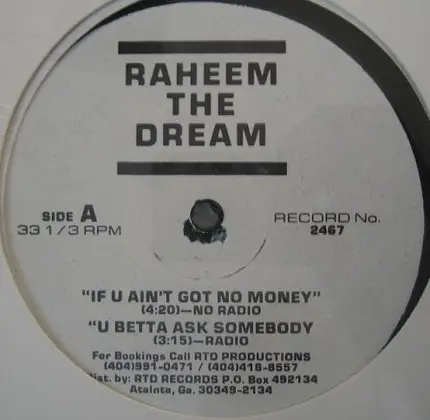 RAHEEM
THE
DREAM
SIDE A
33 1/3 RPM
RECORD No.
2467
"IF U AIN'T GOT NO MONEY"
(4:20)—NO RADIO
"U BETTA ASK SOMEBODY
(3:15)—RADIO
For Bookings Call RTD PRODUCTIONS
(404)991-0471 / (404)418-8557
ist. by: RTD RECORDS P.O. Box 492134
Atalnta, Ga. 30349-2134